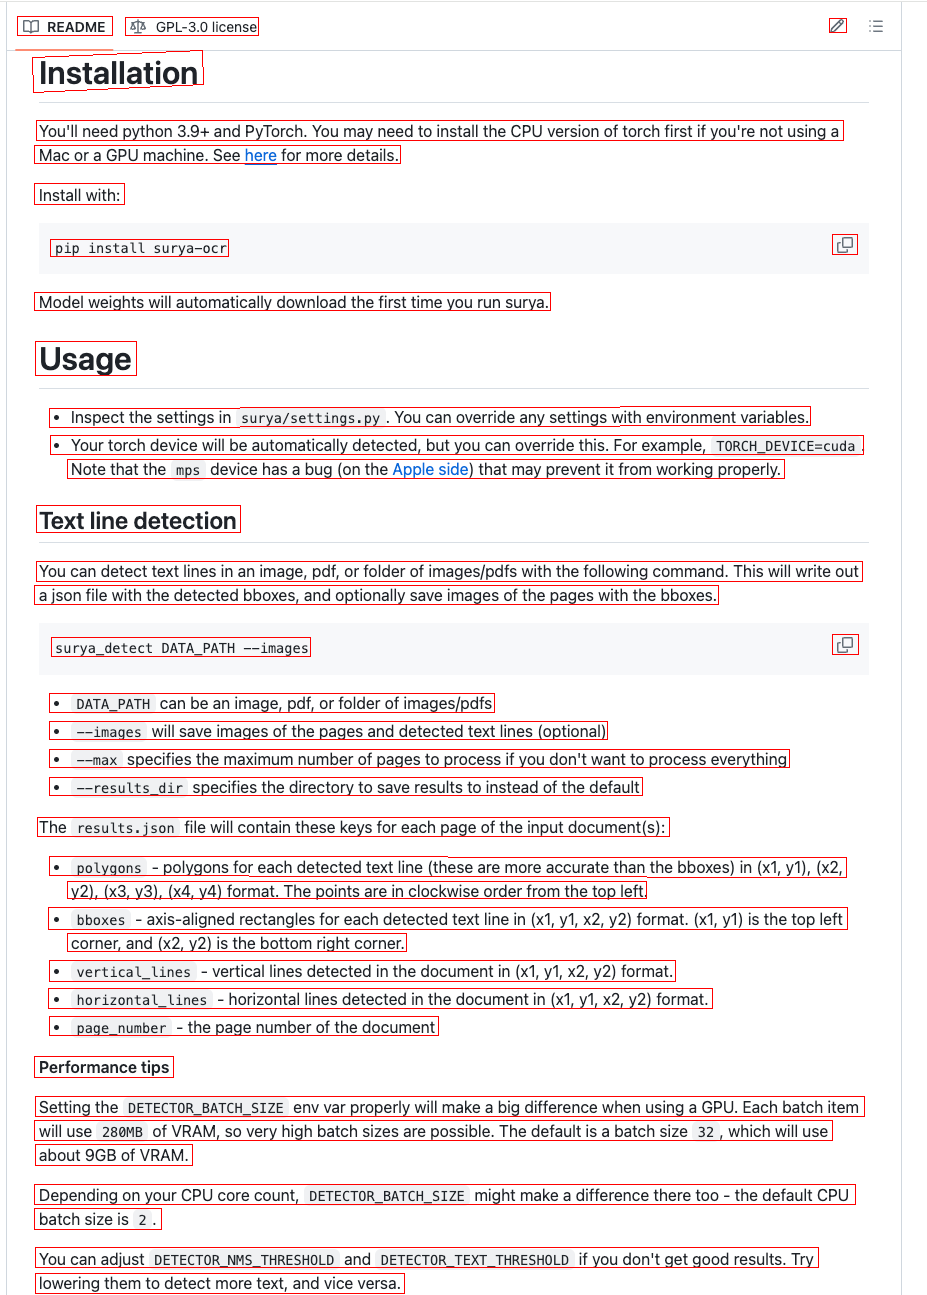 README GPL-3.0 license
Installation
You'll need python 3.9+ and PyTorch. You may need to install the CPU version of torch first if you're not using a
Mac or a GPU machine. See here for more details.
Install with:
pip install surya-ocr
Model weights will automatically download the first time you run surya.
Usage
• Inspect the settings in surya/settings.py. You can override any settings with environment variables.
• Your torch device will be automatically detected, but you can override this. For example, TORCH_DEVICE=cuda.
Note that the mps device has a bug (on the Apple side) that may prevent it from working properly.
Text line detection
You can detect text lines in an image, pdf, or folder of images/pdfs with the following command. This will write out
a json file with the detected bboxes, and optionally save images of the pages with the bboxes.
surya_detect DATA_PATH --images
• DATA_PATH can be an image, pdf, or folder of images/pdfs
• --images will save images of the pages and detected text lines (optional)
• --max specifies the maximum number of pages to process if you don't want to process everything
• --results_dir specifies the directory to save results to instead of the default
The results.json file will contain these keys for each page of the input document(s):
• polygons - polygons for each detected text line (these are more accurate than the bboxes) in (x1, y1), (x2,
y2), (x3, y3), (x4, y4) format. The points are in clockwise order from the top left.
• bboxes - axis-aligned rectangles for each detected text line in (x1, y1, x2, y2) format. (x1, y1) is the top left
corner, and (x2, y2) is the bottom right corner.
• vertical_lines - vertical lines detected in the document in (x1, y1, x2, y2) format.
• horizontal_lines - horizontal lines detected in the document in (x1, y1, x2, y2) format.
• page_number - the page number of the document
Performance tips
Setting the DETECTOR_BATCH_SIZE env var properly will make a big difference when using a GPU. Each batch item
will use 280MB of VRAM, so very high batch sizes are possible. The default is a batch size 32, which will use
about 9GB of VRAM.
Depending on your CPU core count, DETECTOR_BATCH_SIZE might make a difference there too - the default CPU
batch size is 2.
You can adjust DETECTOR_NMS_THRESHOLD and DETECTOR_TEXT_THRESHOLD if you don't get good results. Try
lowering them to detect more text, and vice versa.